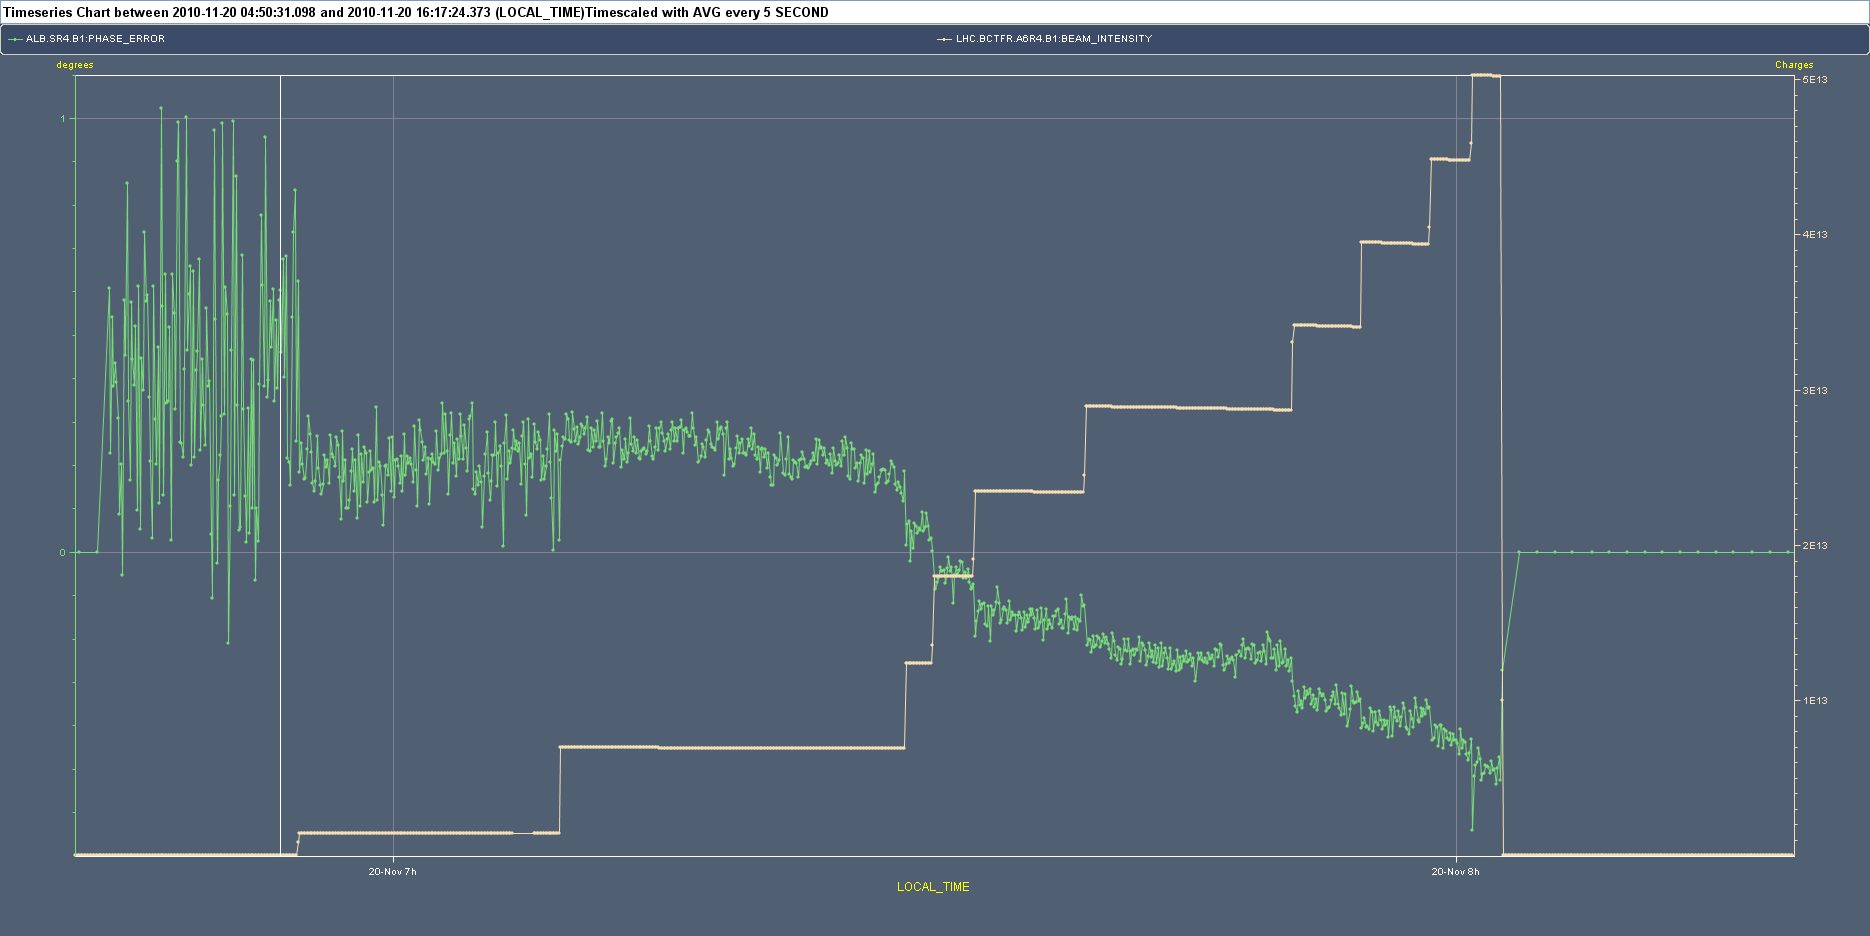 Timeseries Chart between 2010-11-20 04:50:31.098 and 2010-11-20 16:17:24.373 (LOCAL_TIME)Timescaled with AVG every 5 SECOND
ALB.SR4.B1:PHASE_ERROR LHC.BCTFR.A6R4.B1:BEAM_INTENSITY
degrees Charges
5E13
1
4E13
3E13
0 2E13
1E13
20-Nov 7h 20-Nov 8h
LOCAL_TIME